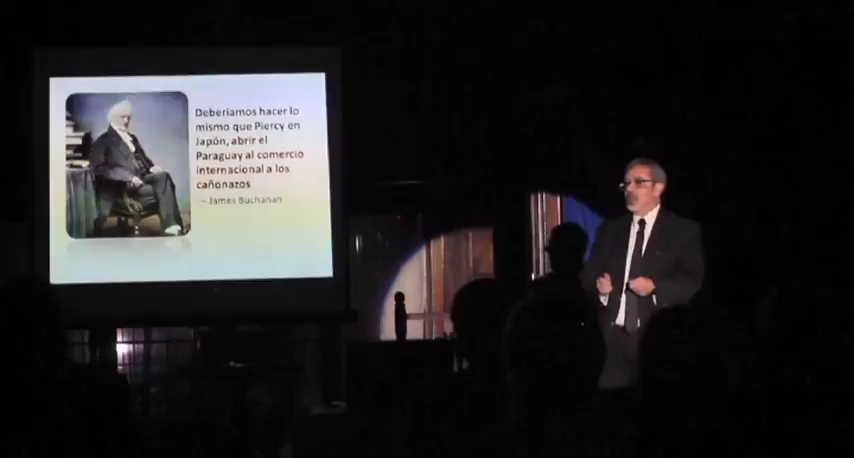 Deberíamos hacer lo
mismo que Piercy en
Japón, abrir el
Paraguay al comercio
internacional a los
cañonazos
– James Buchanan